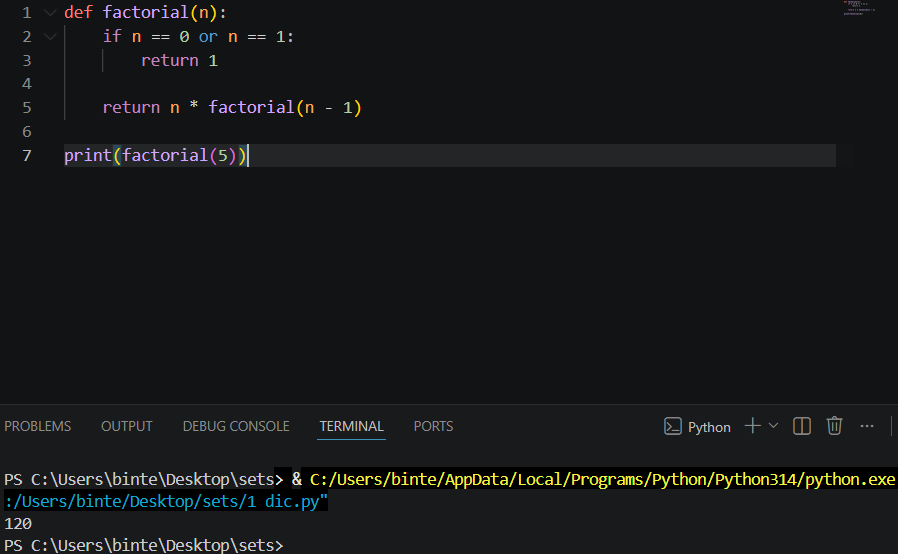 1 def factorial(n):
2     if n == 0 or n == 1:
3         return 1
4
5     return n * factorial(n - 1)
6
7 print(factorial(5))
PROBLEMS OUTPUT DEBUG CONSOLE TERMINAL PORTS Python
PS C:\Users\binte\Desktop\sets> & C:/Users/binte/AppData/Local/Programs/Python/Python314/python.exe
:/Users/binte/Desktop/sets/1 dic.py"
120
PS C:\Users\binte\Desktop\sets>